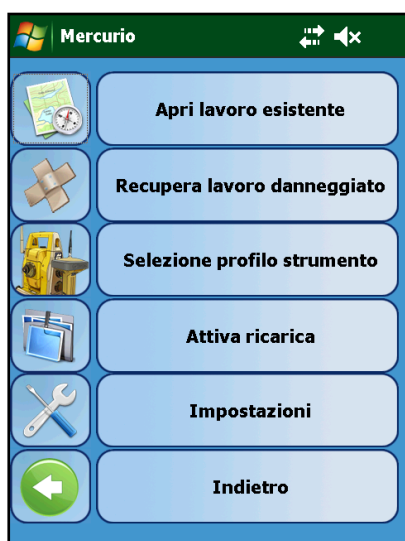 Mercurio
Apri lavoro esistente
Recupera lavoro danneggiato
Selezione profilo strumento
Attiva ricarica
Impostazioni
Indietro